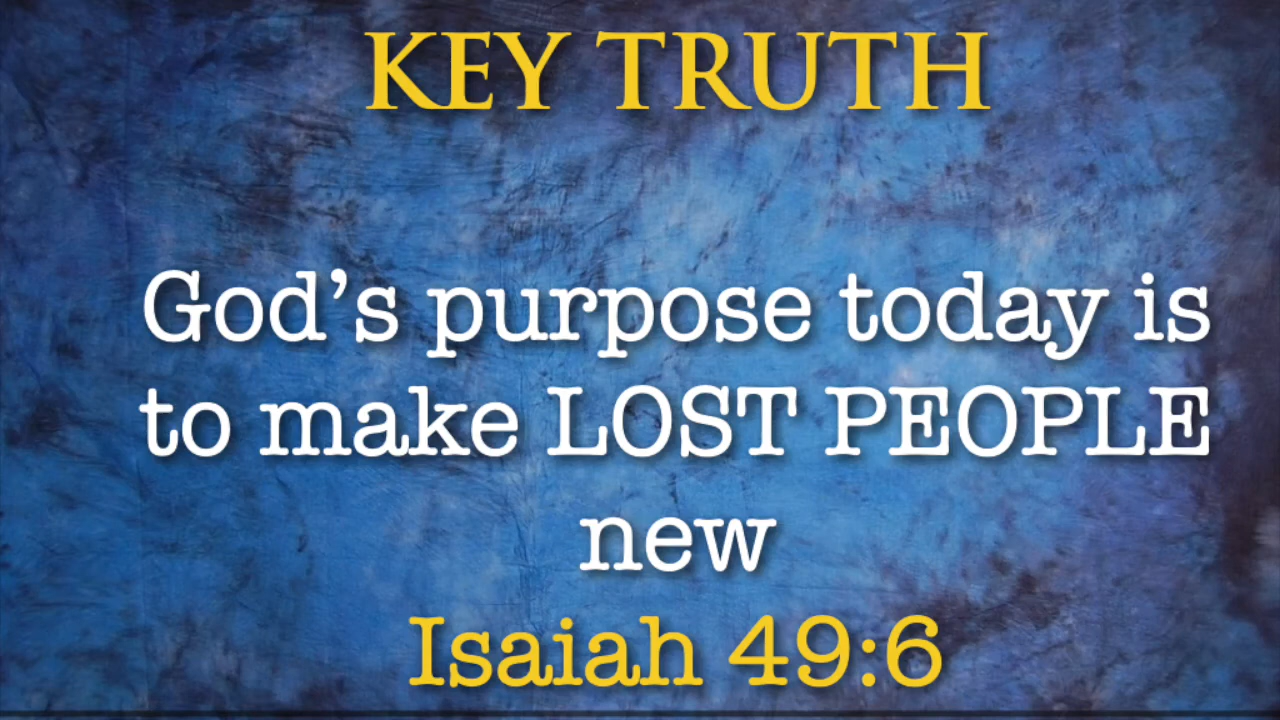 KEY TRUTH
God’s purpose today is
to make LOST PEOPLE
new
Isaiah 49:6